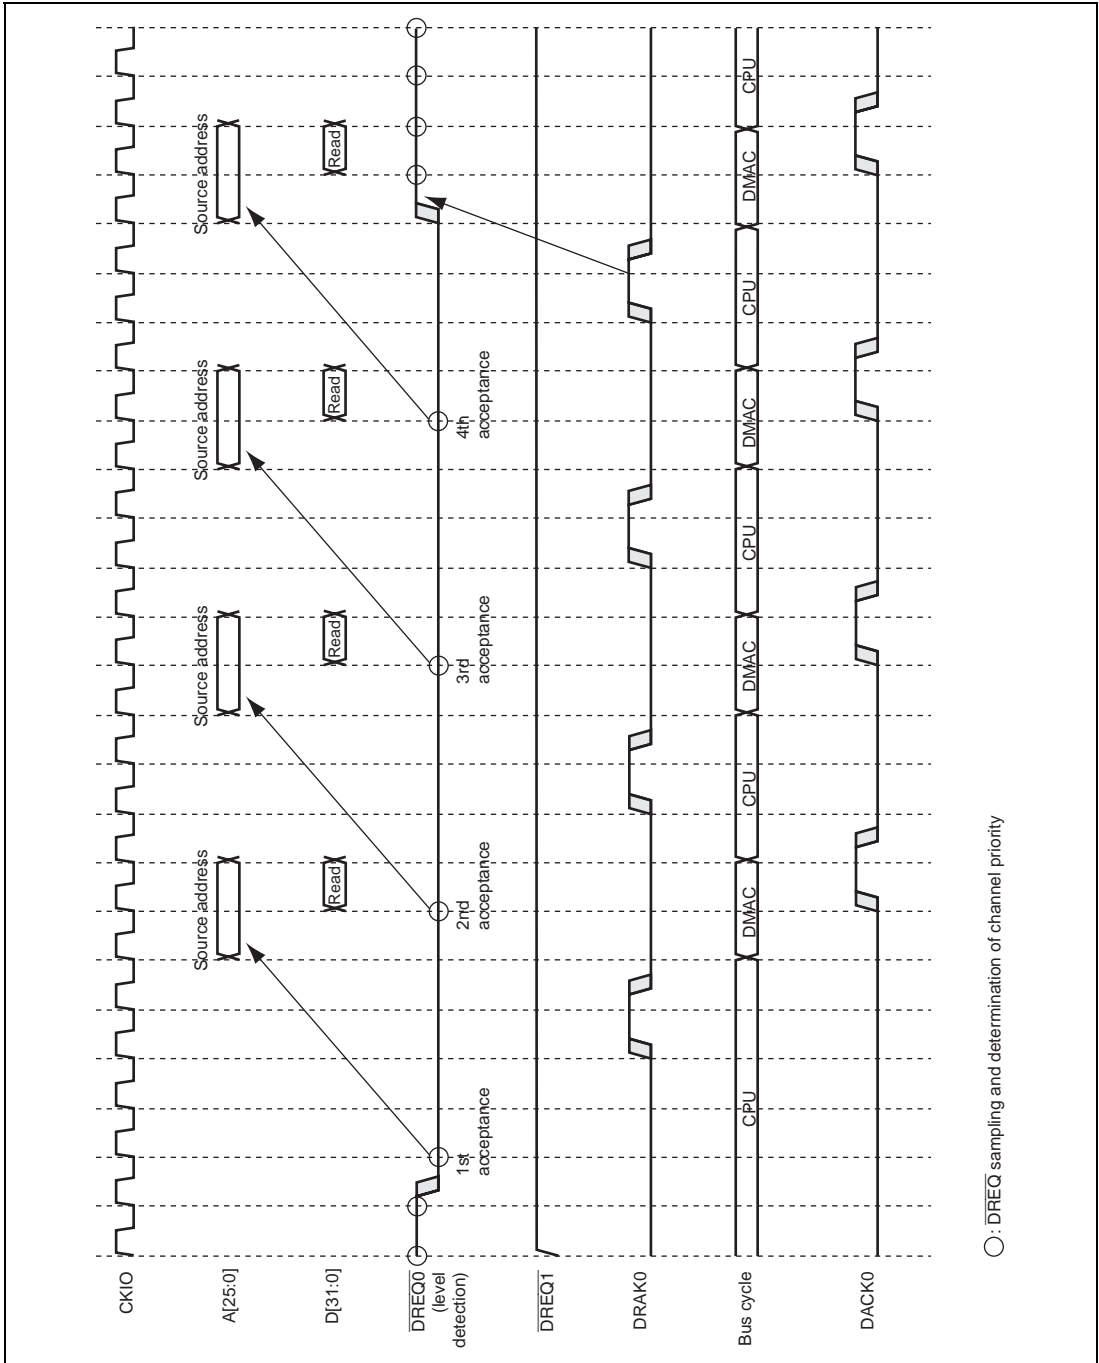 CKIO
A[25:0]
Source address
Source address
Source address
Source address
D[31:0]
Read
Read
Read
Read
DREQ0
(level
detection)
1st
acceptance
2nd
acceptance
3rd
acceptance
4th
acceptance
DREQ1
DRAK0
Bus cycle
CPU
DMAC
CPU
DMAC
CPU
DMAC
CPU
DMAC
CPU
DACK0
: DREQ sampling and determination of channel priority